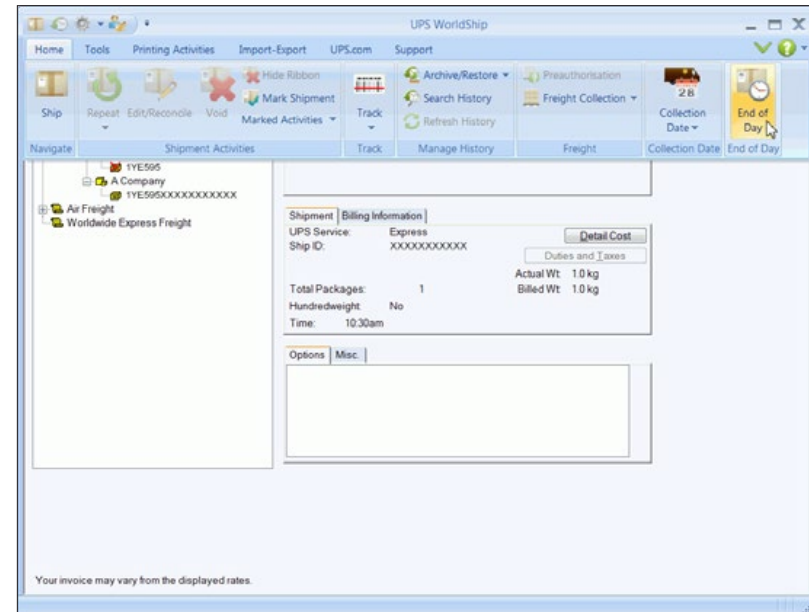 UPS WorldShip
Home Tools Printing Activities Import-Export UPS.com Support
Ship
Repeat
Edit/Reconcile
Void
Hide Ribbon
Mark Shipment
Marked Activities
Track
Archive/Restore
Search History
Refresh History
Preauthorisation
Freight Collection
28
Collection
Date
End of
Day
Navigate Shipment Activities Track Manage History Freight Collection Date End of Day
1YE595
A Company
1YE595XXXXXXXXXXX
Air Freight
Worldwide Express Freight
Shipment Billing Information
UPS Service: Express
Ship ID: XXXXXXXXXXX
Detail Cost
Duties and Taxes
Actual Wt 1.0 kg
Total Packages: 1
Billed Wt 1.0 kg
Hundredweight No
Time: 10:30am
Options Misc.
Your invoice may vary from the displayed rates.